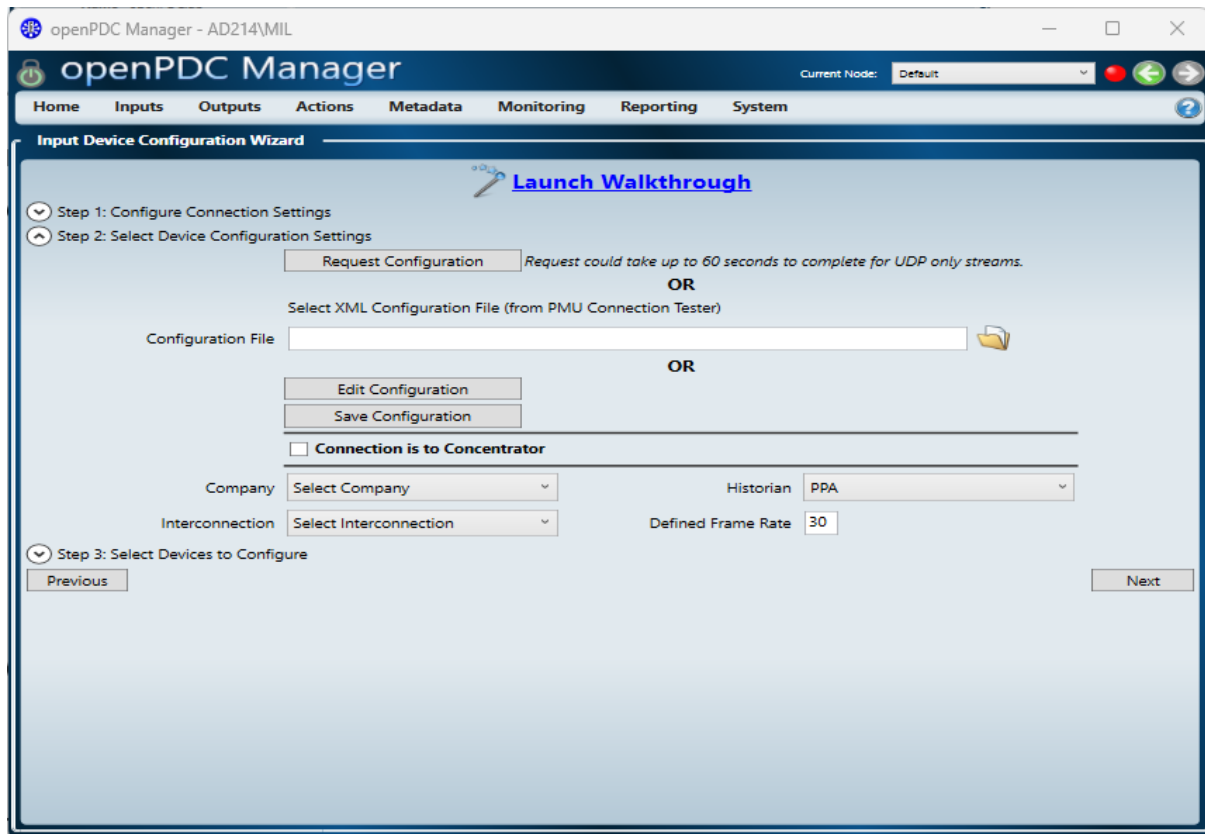 openPDC Manager - AD214\MIL
openPDC Manager
Current Node: Default
Home Inputs Outputs Actions Metadata Monitoring Reporting System
Input Device Configuration Wizard
Launch Walkthrough
Step 1: Configure Connection Settings
Step 2: Select Device Configuration Settings
Request Configuration Request could take up to 60 seconds to complete for UDP only streams.
OR
Select XML Configuration File (from PMU Connection Tester)
Configuration File
OR
Edit Configuration
Save Configuration
Connection is to Concentrator
Company Select Company Historian PPA
Interconnection Select Interconnection Defined Frame Rate 30
Step 3: Select Devices to Configure
Previous Next